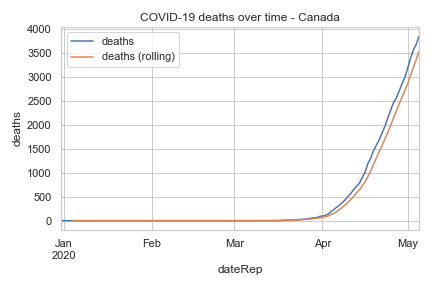 COVID-19 deaths over time - Canada
deaths
deaths (rolling)
4000
3500
3000
2500
2000
1500
1000
500
0
deaths
Jan
2020
Feb
Mar
Apr
May
dateRep